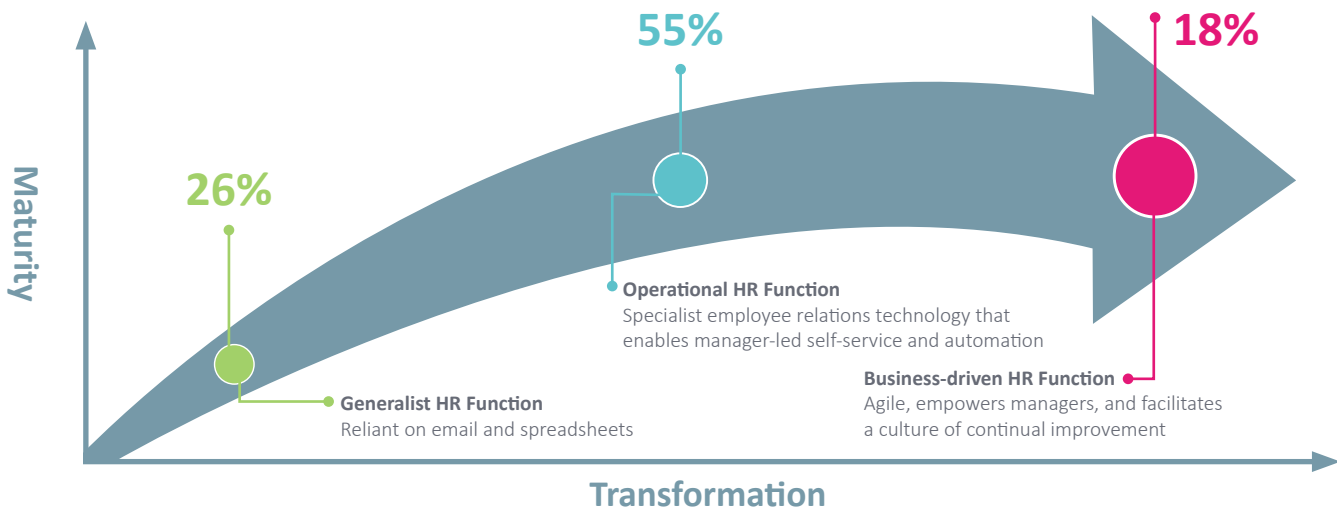 55%
18%
26%
Maturity
Operational HR Function
Specialist employee relations technology that
enables manager-led self-service and automation
Generalist HR Function
Reliant on email and spreadsheets
Business-driven HR Function
Agile, empowers managers, and facilitates
a culture of continual improvement
Transformation